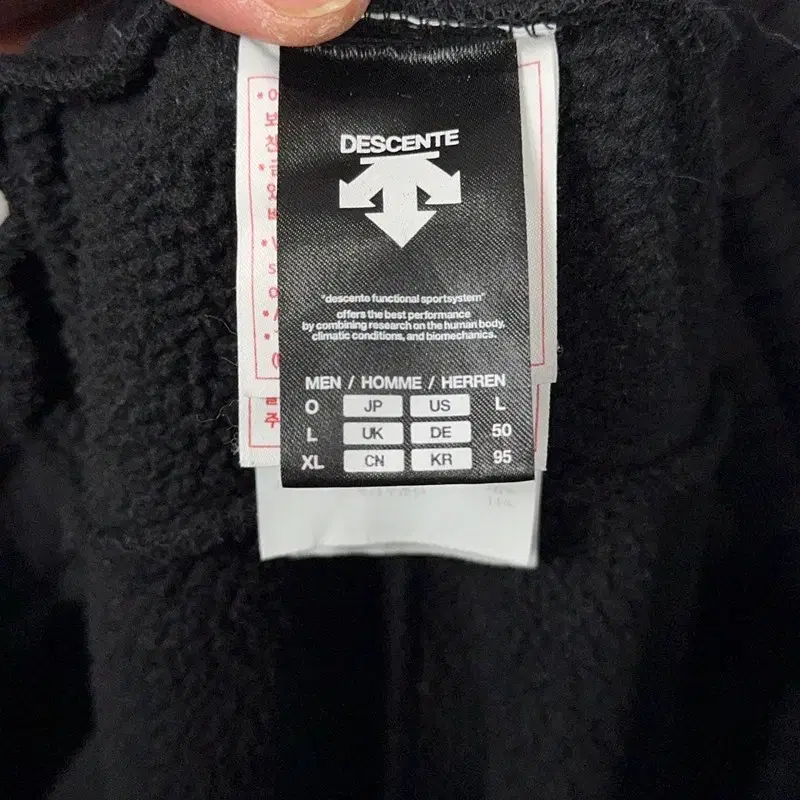 DESCENTE
"descente functional sportsystem"
offers the best performance
by combining research on the human body,
climatic conditions, and biomechanics.
MEN / HOMME / HERREN
O JP US L
L UK DE 50
XL CN KR 95
주